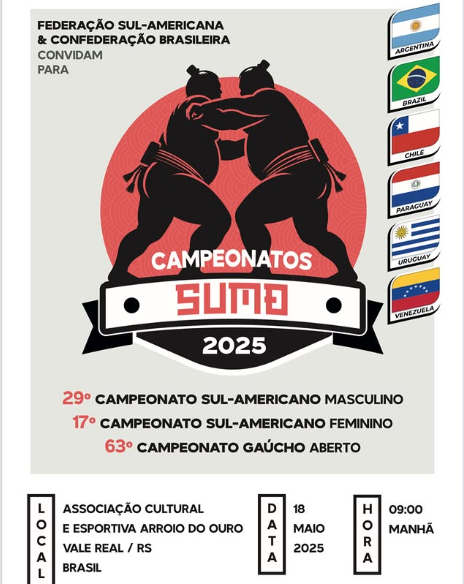 FEDERAÇÃO SUL-AMERICANA
& CONFEDERAÇÃO BRASILEIRA
CONVIDAM
PARA
ARGENTINA
BRAZIL
CHILE
PARAGUAY
URUGUAY
VENEZUELA
CAMPEONATOS
SUMO
2025
29º CAMPEONATO SUL-AMERICANO MASCULINO
17º CAMPEONATO SUL-AMERICANO FEMININO
63º CAMPEONATO GAÚCHO ABERTO
LOCAL
ASSOCIAÇÃO CULTURAL
E ESPORTIVA ARROIO DO OURO
VALE REAL / RS
BRASIL
DATA
18
MAIO
2025
HORA
09:00
MANHÃ